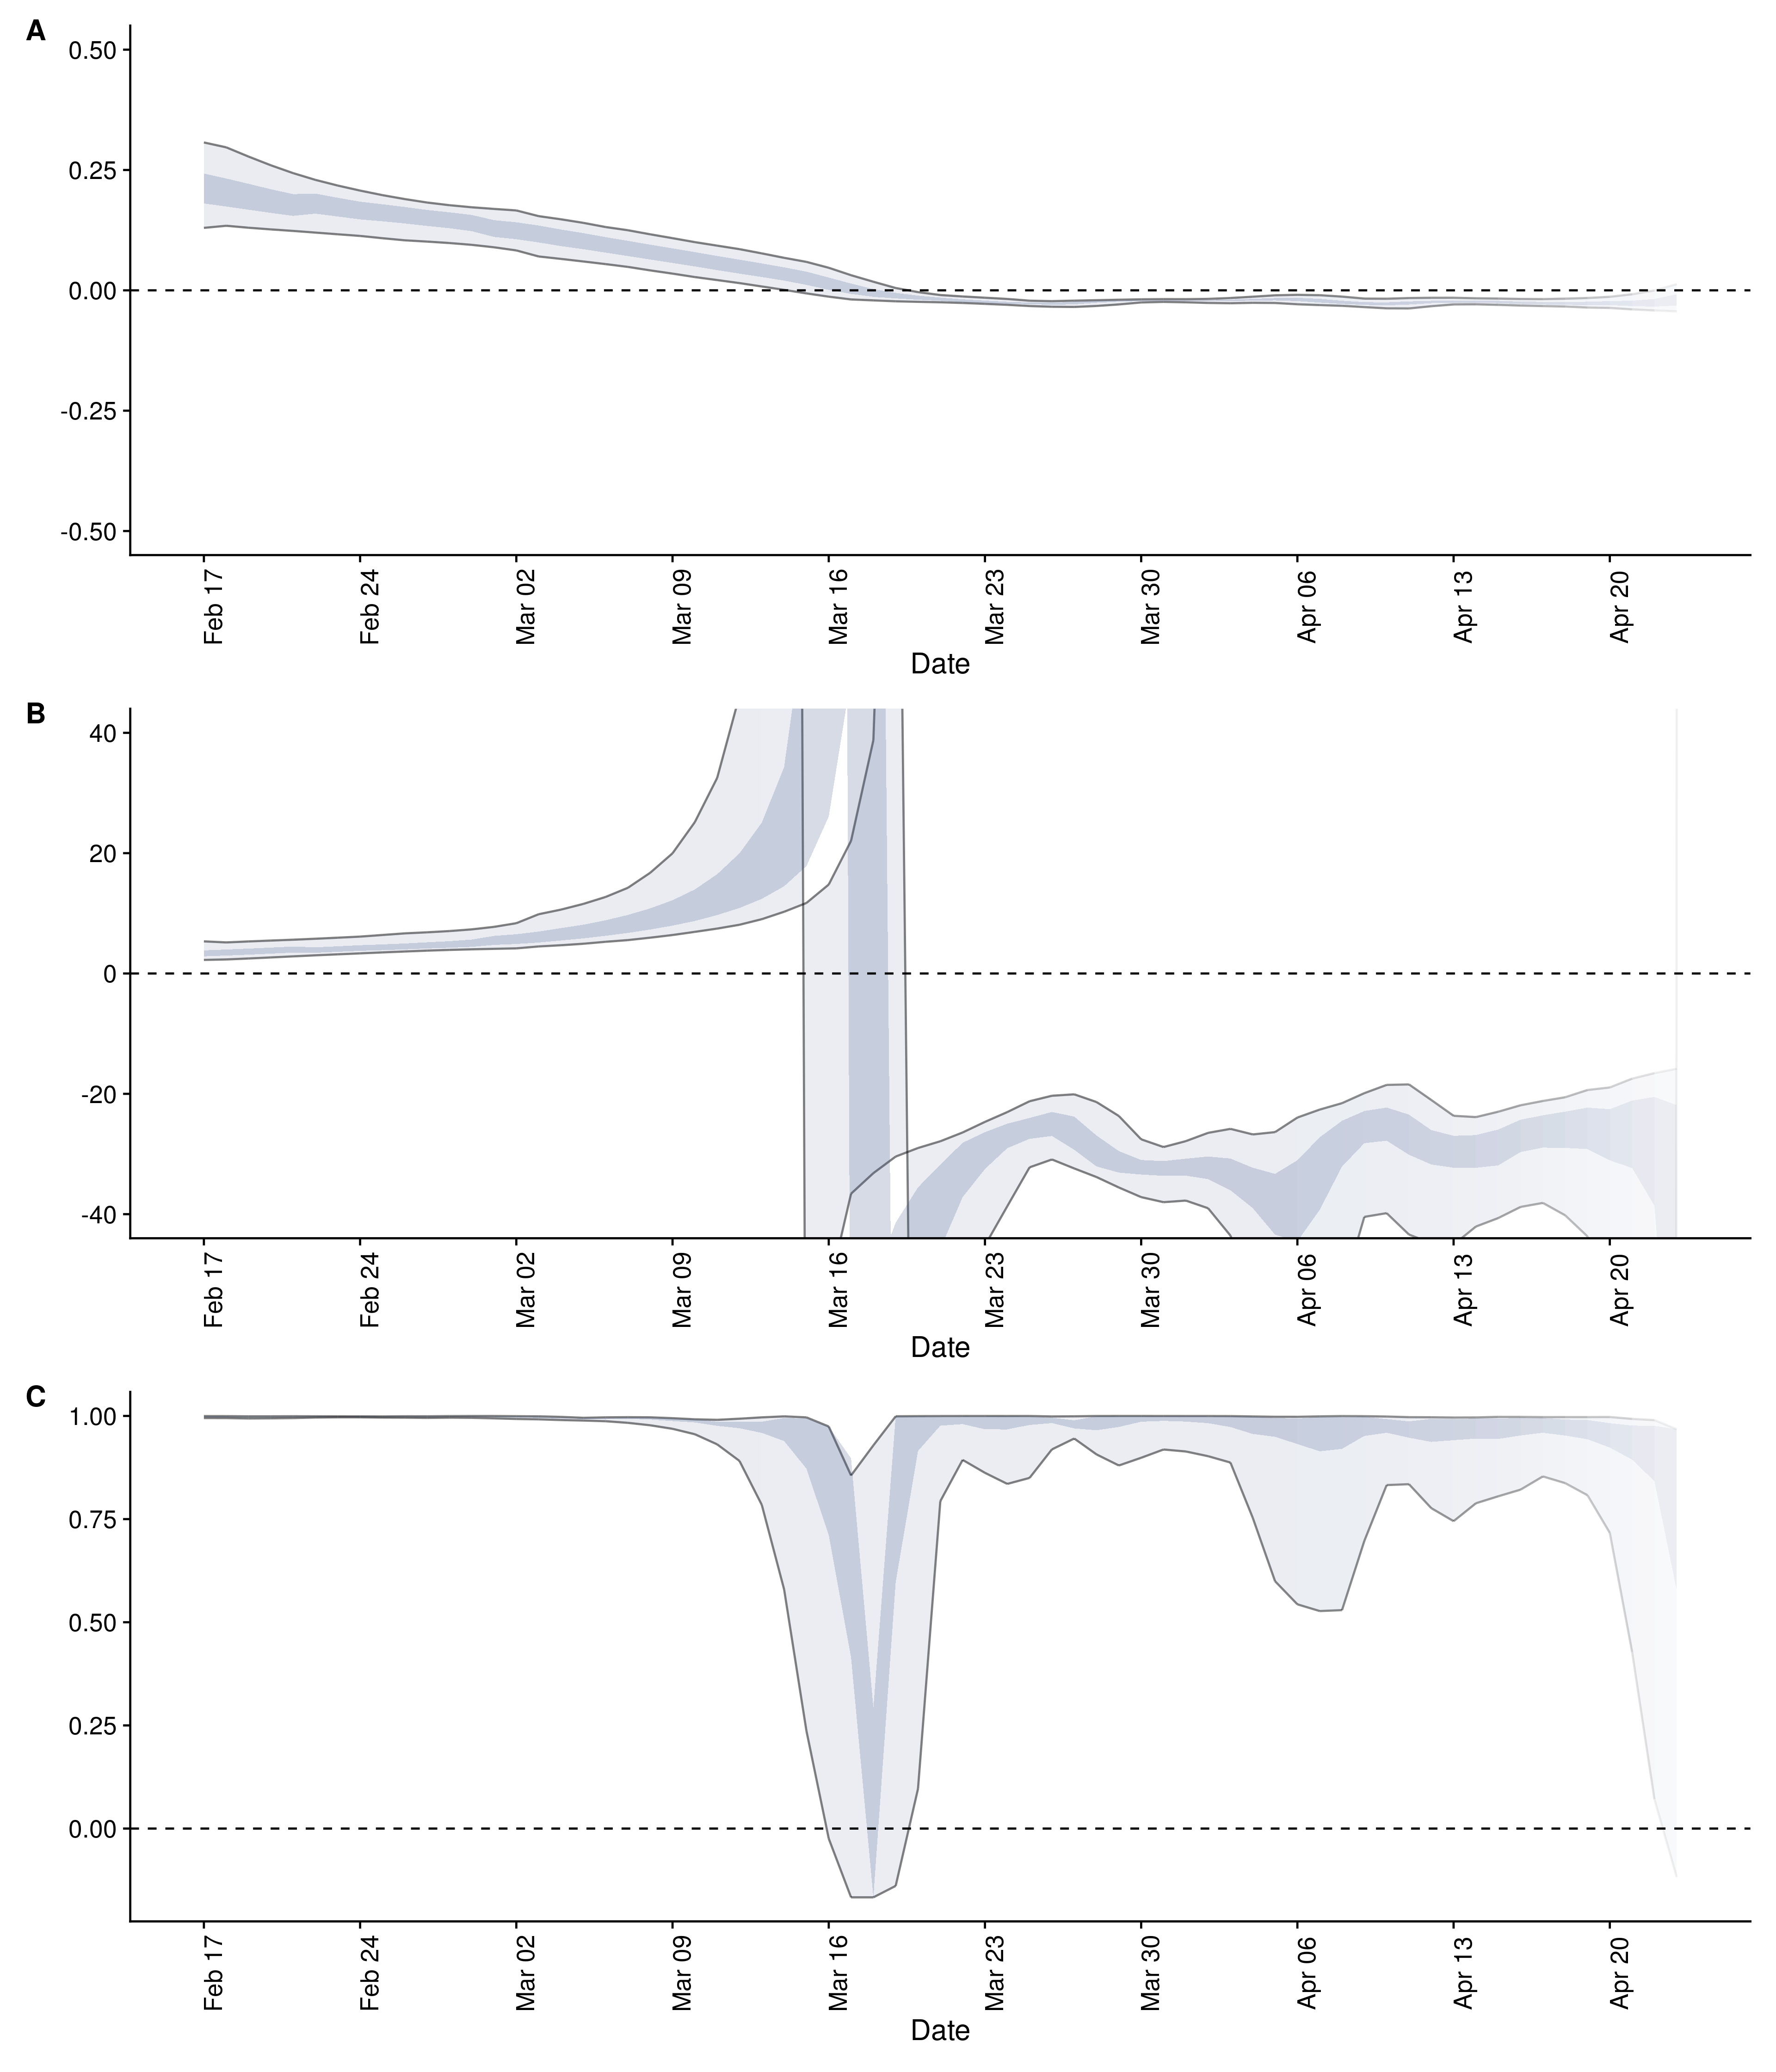 A
0.50
0.25
0.00
-0.25
-0.50
Feb 17
Feb 24
Mar 02
Mar 09
Mar 16
Mar 23
Mar 30
Apr 06
Apr 13
Apr 20
Date
B
40
20
0
-20
-40
Feb 17
Feb 24
Mar 02
Mar 09
Mar 16
Mar 23
Mar 30
Apr 06
Apr 13
Apr 20
Date
C
1.00
0.75
0.50
0.25
0.00
Feb 17
Feb 24
Mar 02
Mar 09
Mar 16
Mar 23
Mar 30
Apr 06
Apr 13
Apr 20
Date